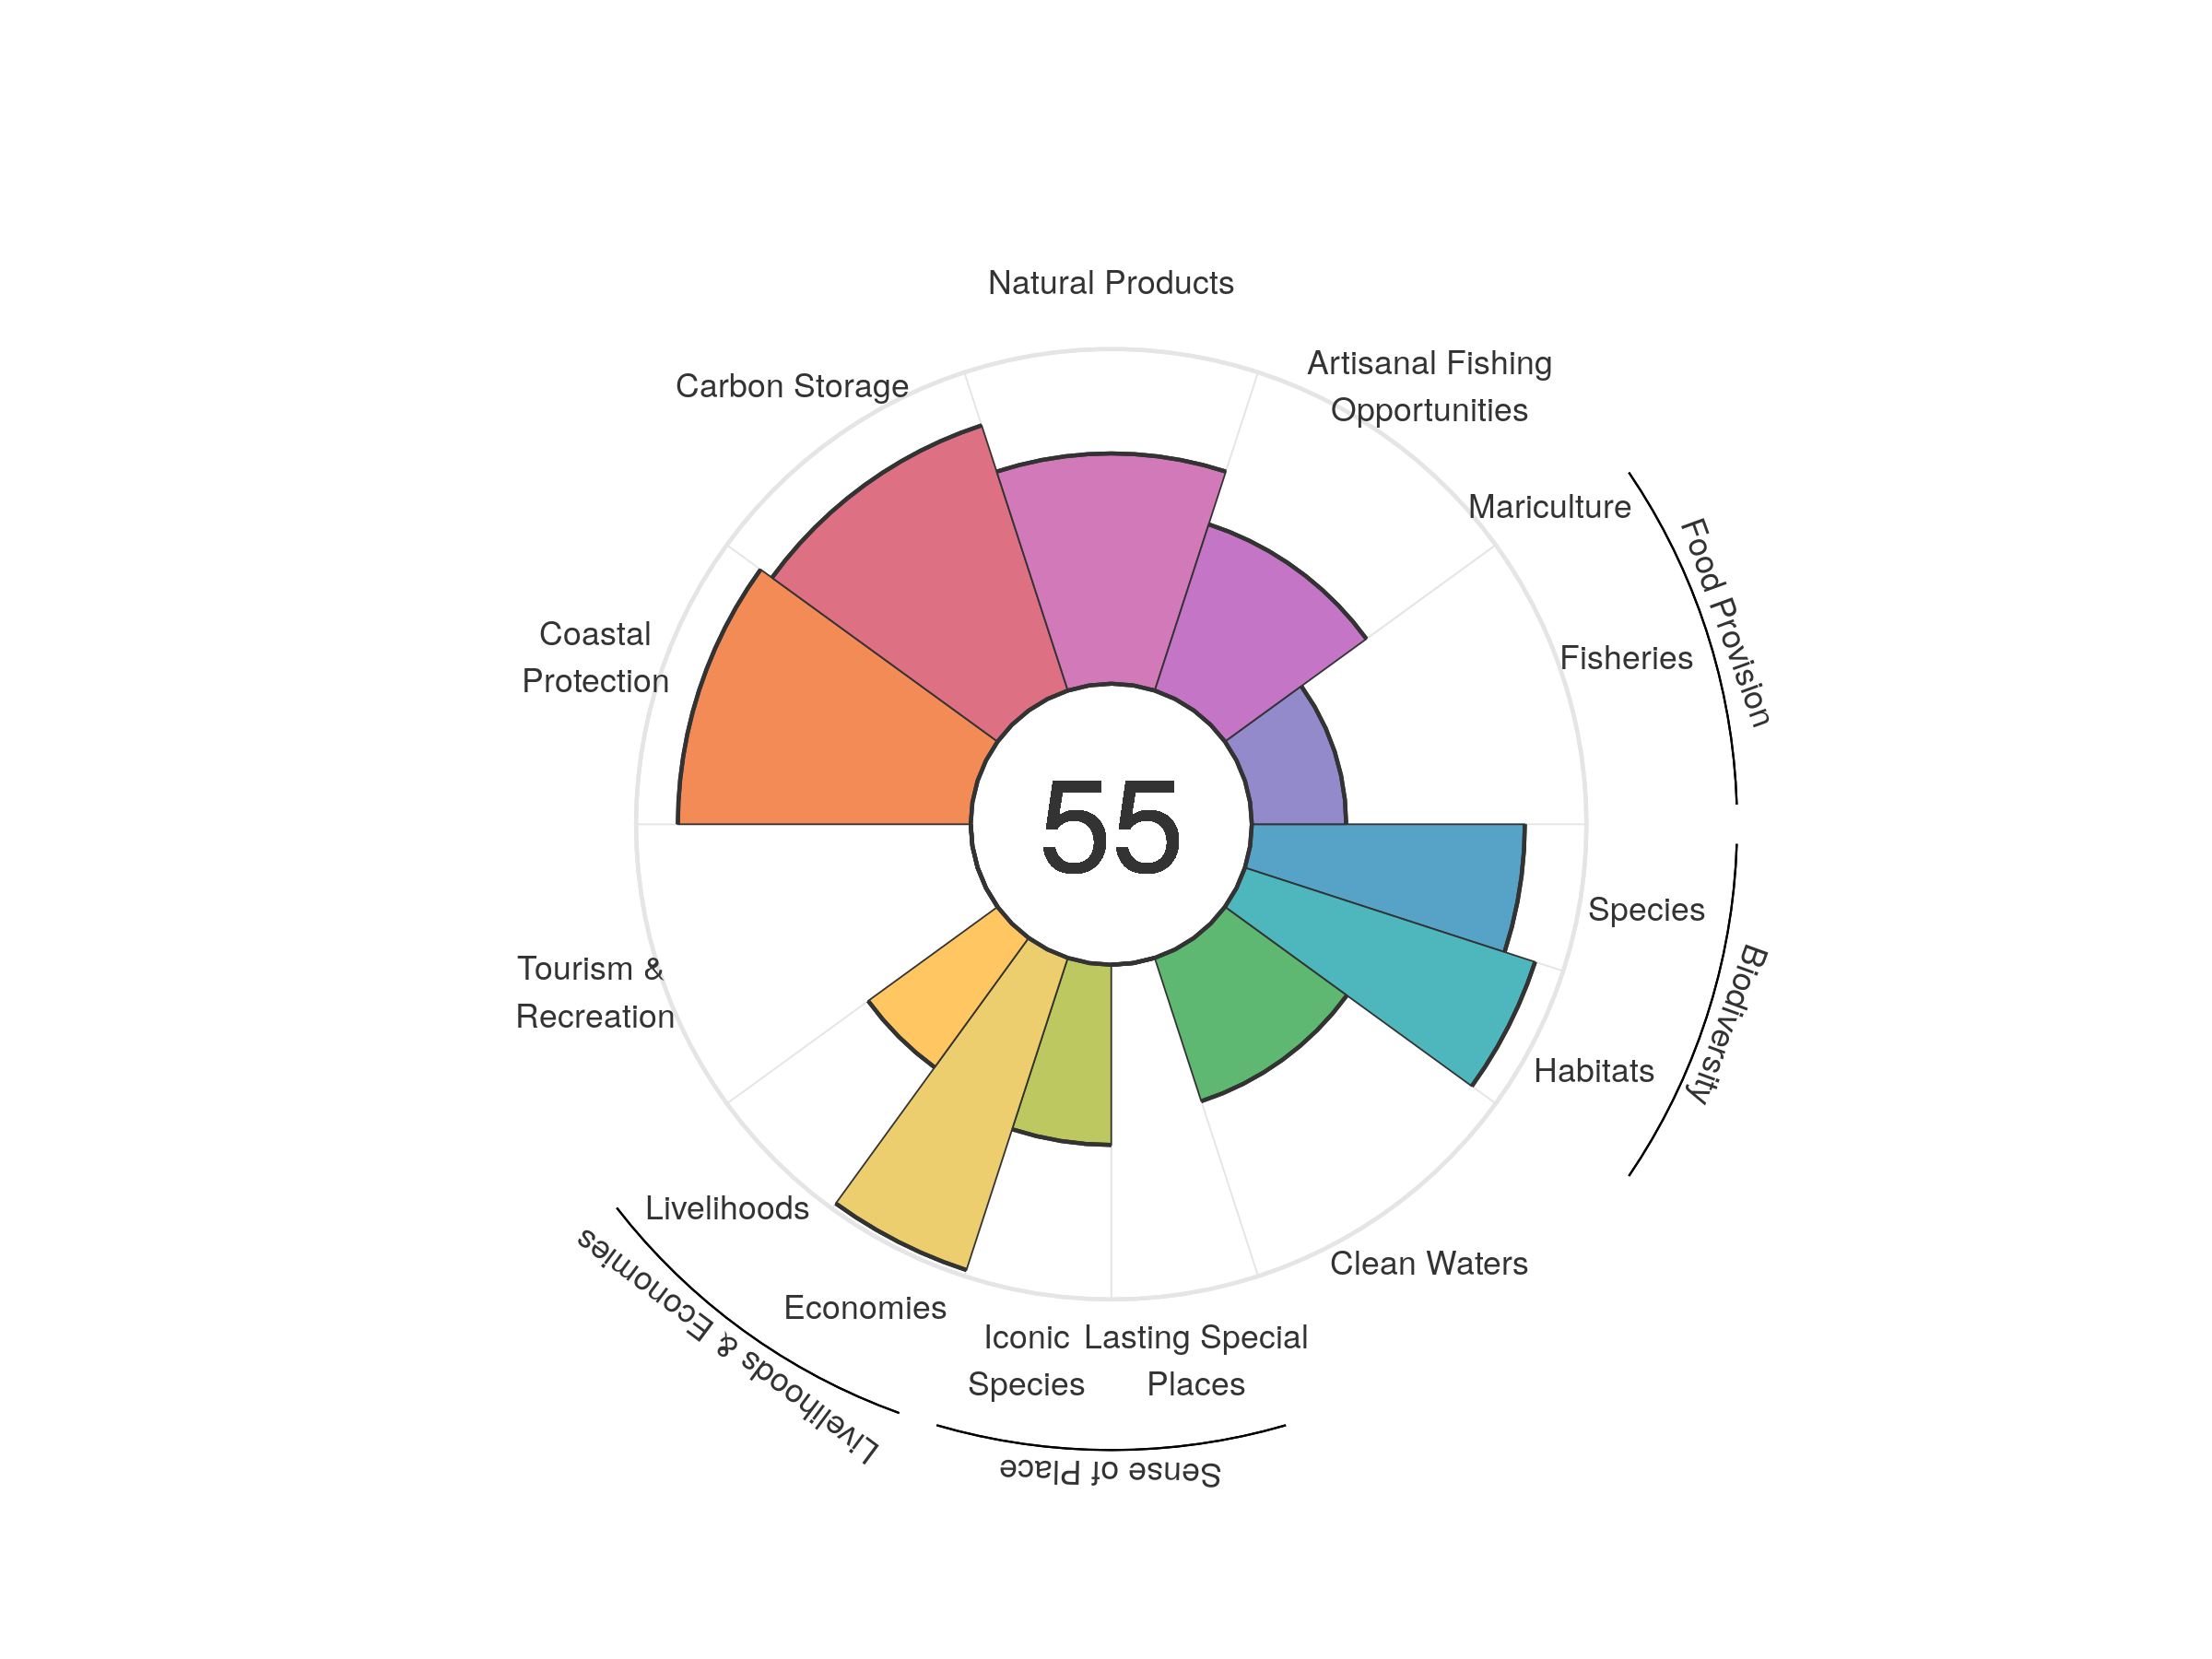 Natural Products
Artisanal Fishing
Opportunities
Carbon Storage
Mariculture
Food Provision
Fisheries
Coastal
Protection
55
Species
Biodiversity
Tourism &
Recreation
Habitats
Livelihoods
Livelihoods & Economies
Clean Waters
Economies
Iconic
Species
Lasting Special
Places
Sense of Place